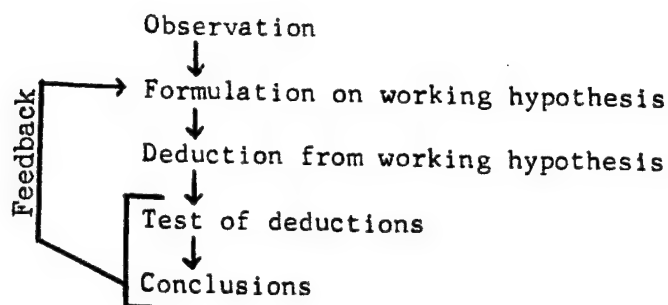 Observation
Formulation on working hypothesis
Deduction from working hypothesis
Test of deductions
Conclusions
Feedback